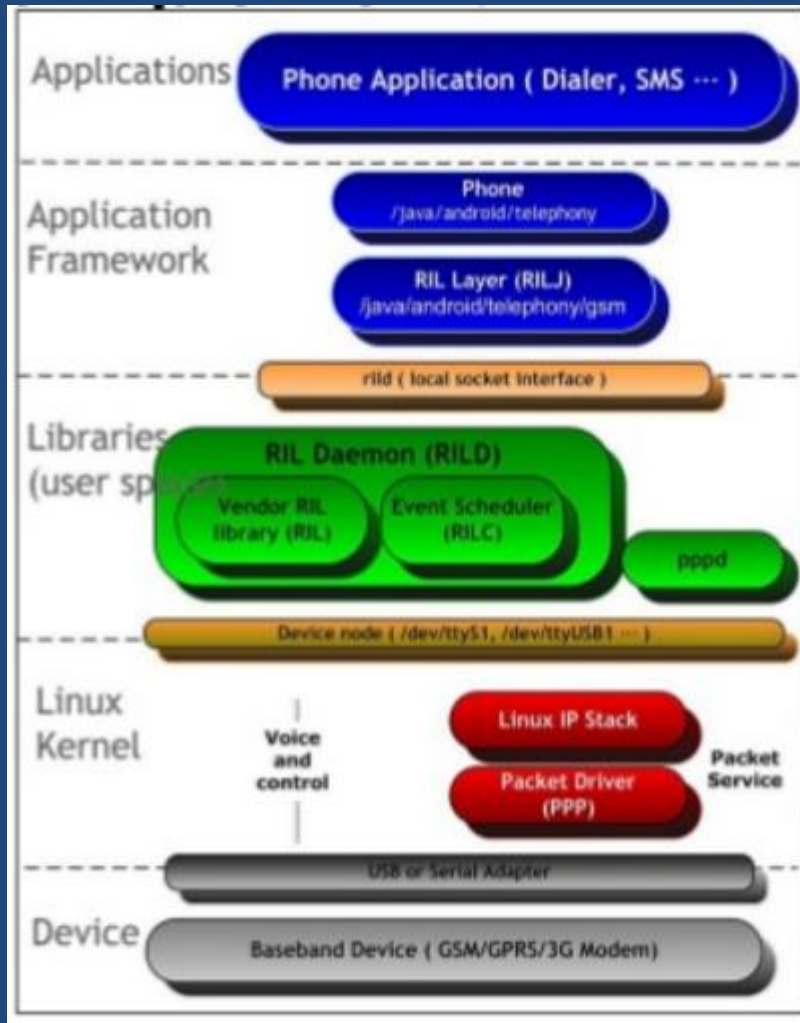 Applications
Phone Application ( Dialer, SMS ··· )
Application
Framework
Phone
/java/android/telephony
RIL Layer (RILJ)
/java/android/telephony/gsm
rild ( local socket interface )
Libraries
(user
RIL Daemon (RILD)
Vendor RIL
library (RIL)
Event Scheduler
(RILC)
pppd
Device node ( /dev/ttyS1, /dev/ttyUSB1 ··· )
Linux
Kernel
Voice
and
control
Linux IP Stack
Packet Driver
(PPP)
Packet
Service
USB or Serial Adapter
Device
Baseband Device ( GSM/GPRS/3G Modem)